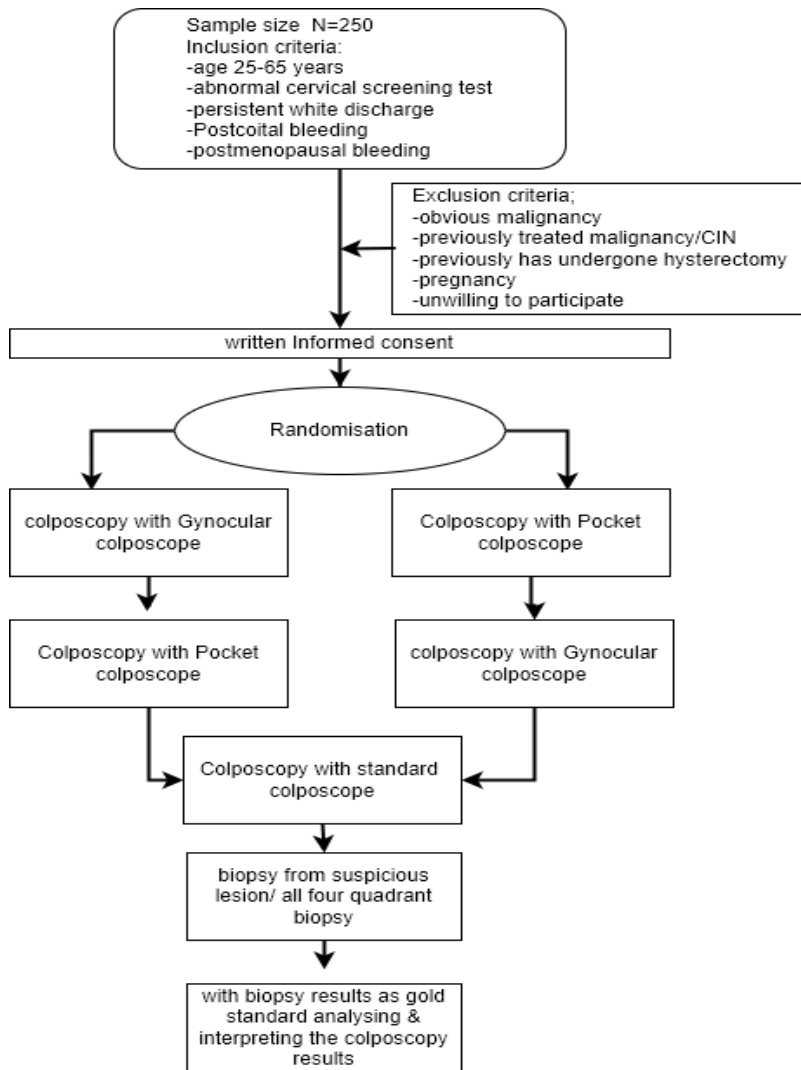 Sample size N=250
Inclusion criteria:
-age 25-65 years
-abnormal cervical screening test
-persistent white discharge
-Postcoital bleeding
-postmenopausal bleeding
Exclusion criteria;
-obvious malignancy
-previously treated malignancy/CIN
-previously has undergone hysterectomy
-pregnancy
-unwilling to participate
written Informed consent
Randomisation
colposcopy with Gynocular
colposcope
Colposcopy with Pocket
colposcope
Colposcopy with Pocket
colposcope
colposcopy with Gynocular
colposcope
Colposcopy with standard
colposcope
biopsy from suspicious
lesion/ all four quadrant
biopsy
with biopsy results as gold
standard analysing &
interpreting the colposcopy
results